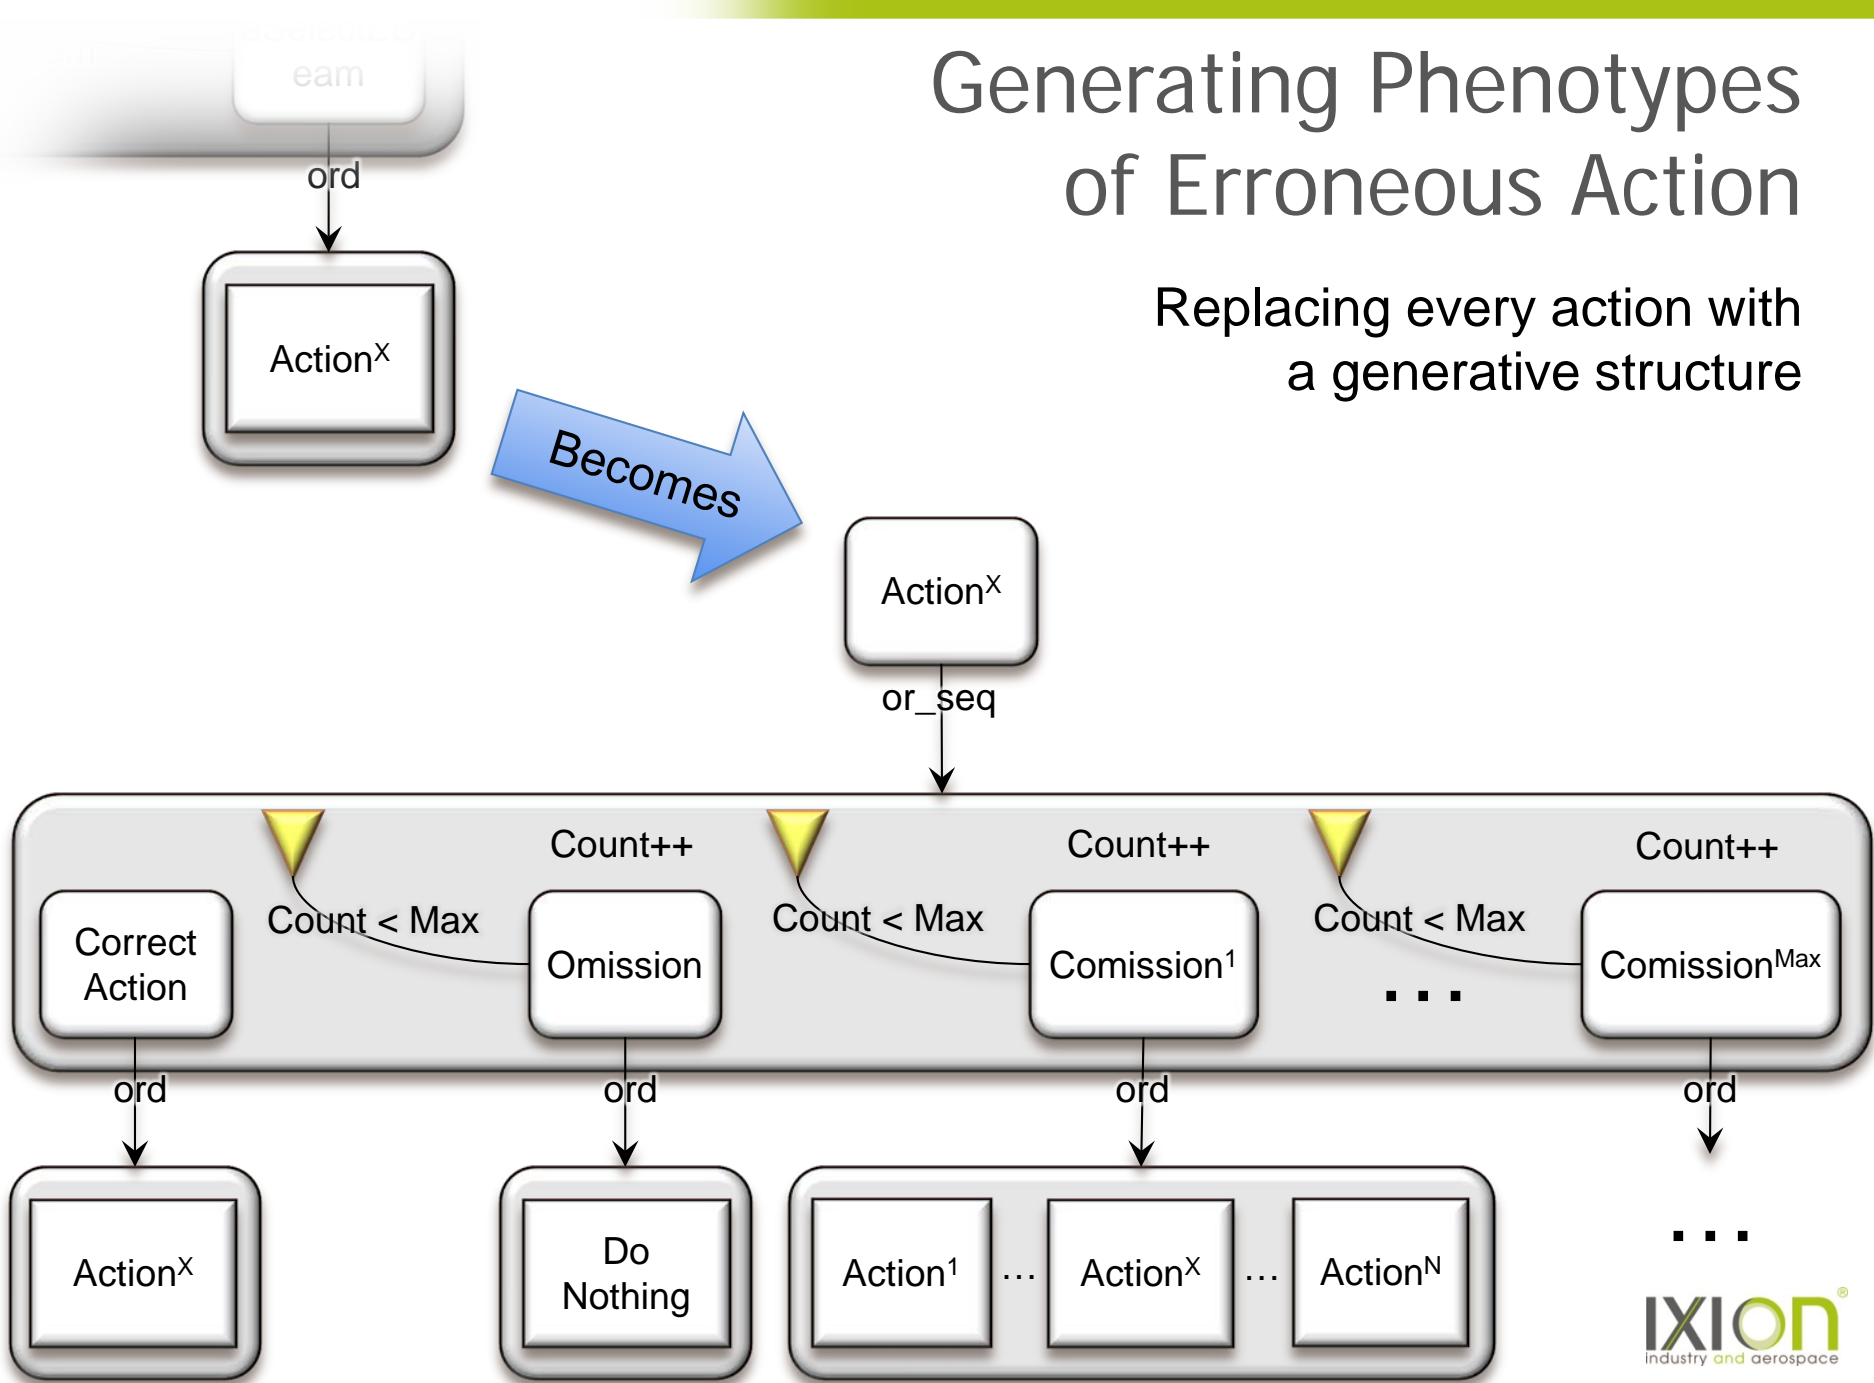 eam
Generating Phenotypes
of Erroneous Action
ord
Replacing every action with
a generative structure
Actionˣ
Becomes
Actionˣ
or_seq
Count++
Count++
Count++
Count < Max
Count < Max
Count < Max
Correct
Action
Omission
Comission¹
...
Comissionᴹᵃˣ
ord
ord
ord
ord
Actionˣ
Do
Nothing
Action¹
...
Actionˣ
...
Actionᴺ
...
IXION®
industry and aerospace